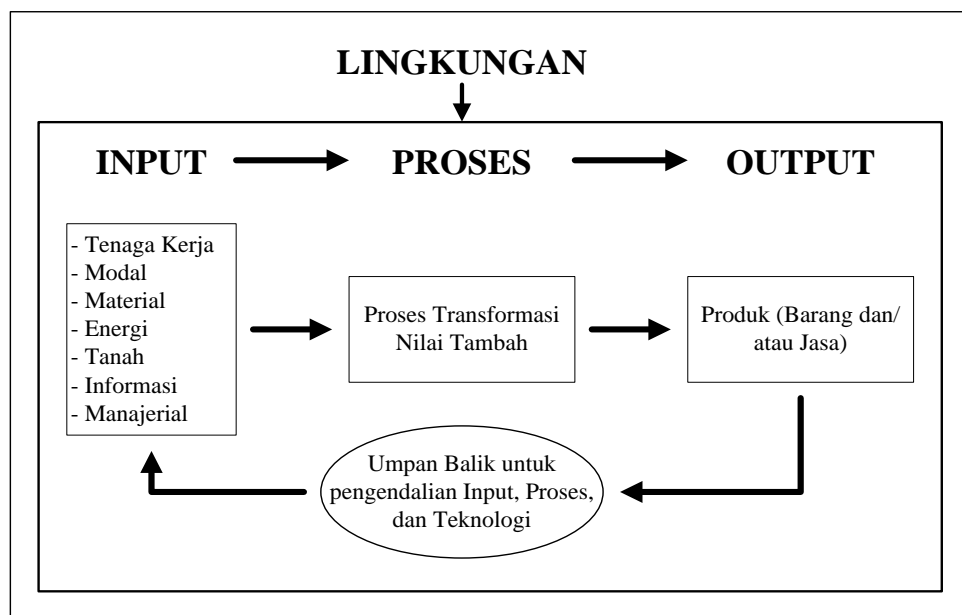 LINGKUNGAN
INPUT
PROSES
OUTPUT
- Tenaga Kerja
- Modal
- Material
- Energi
- Tanah
- Informasi
- Manajerial
Proses Transformasi
Nilai Tambah
Produk (Barang dan/
atau Jasa)
Umpan Balik untuk
pengendalian Input, Proses,
dan Teknologi